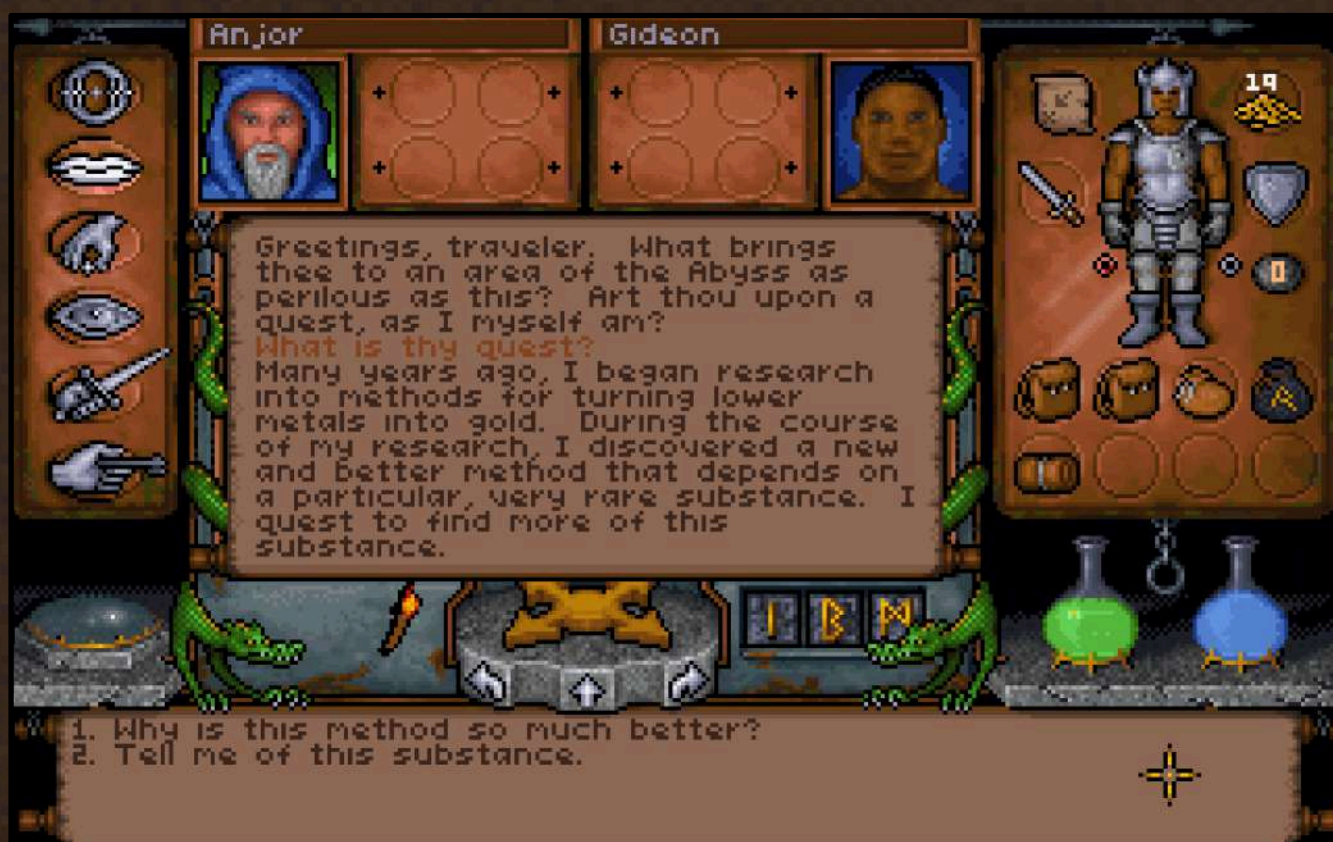 Anjor
Gideon
19
Greetings, traveler. What brings
thee to an area of the Abyss as
perilous as this? Art thou upon a
quest, as I myself am?
What is thy quest?
Many years ago, I began research
into methods for turning lower
metals into gold. During the course
of my research, I discovered a new
and better method that depends on
a particular, very rare substance. I
quest to find more of this
substance.
0
A
ᛁ ᛒ ᛗ
1. Why is this method so much better?
2. Tell me of this substance.